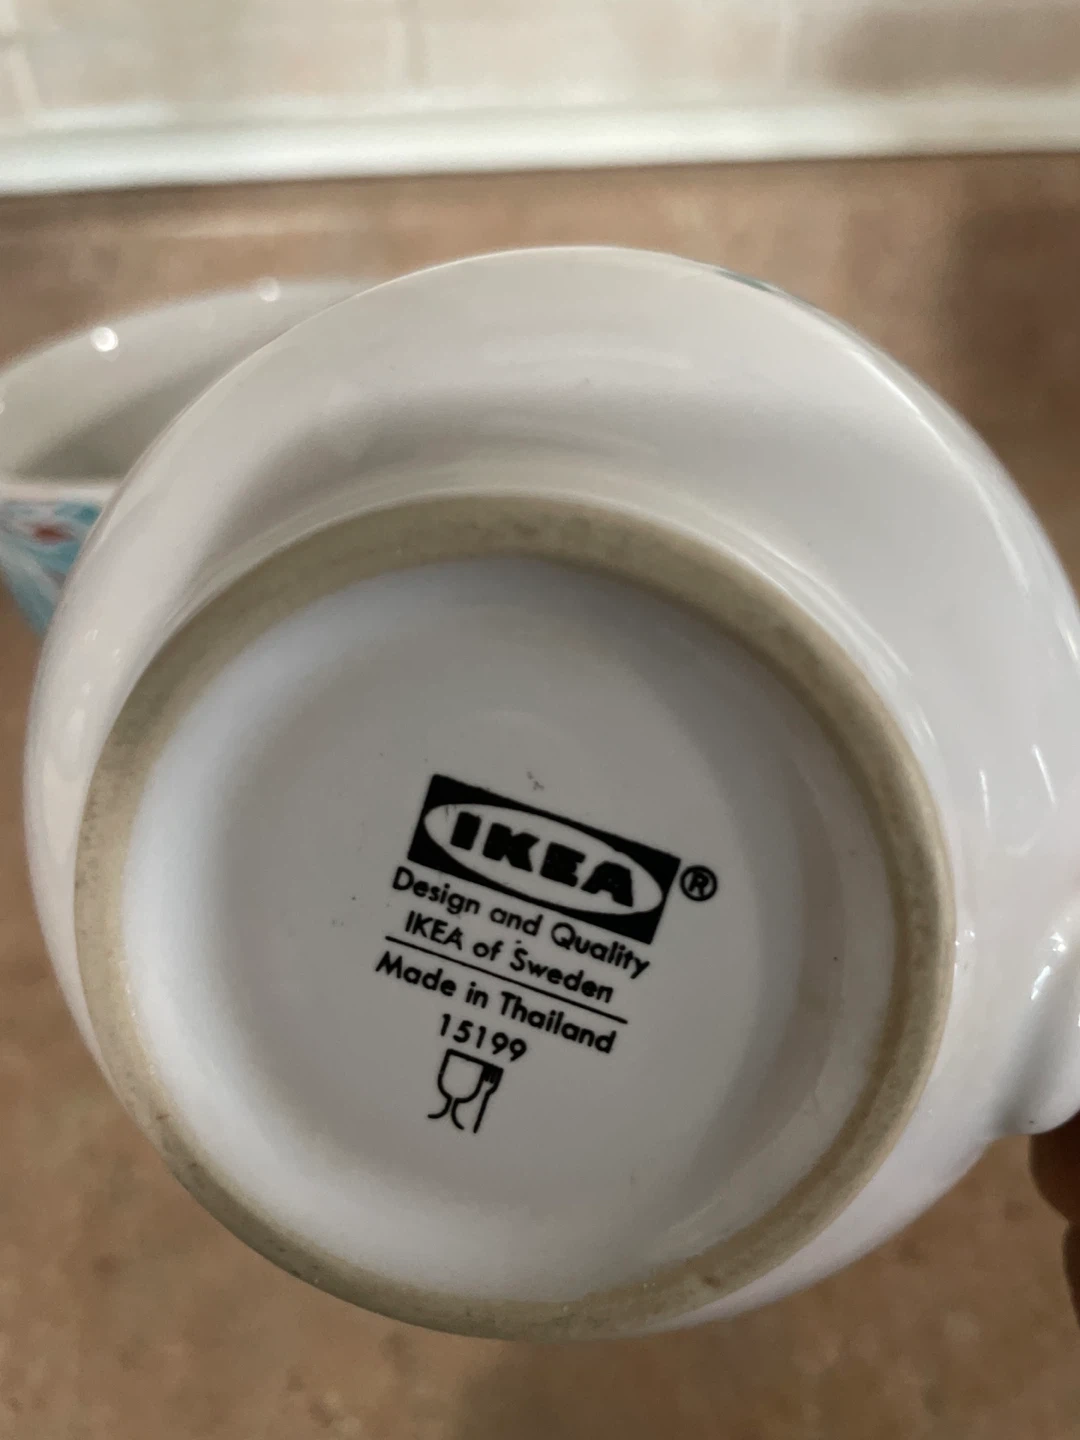 IKEA®
Design and Quality
IKEA of Sweden
Made in Thailand
15199